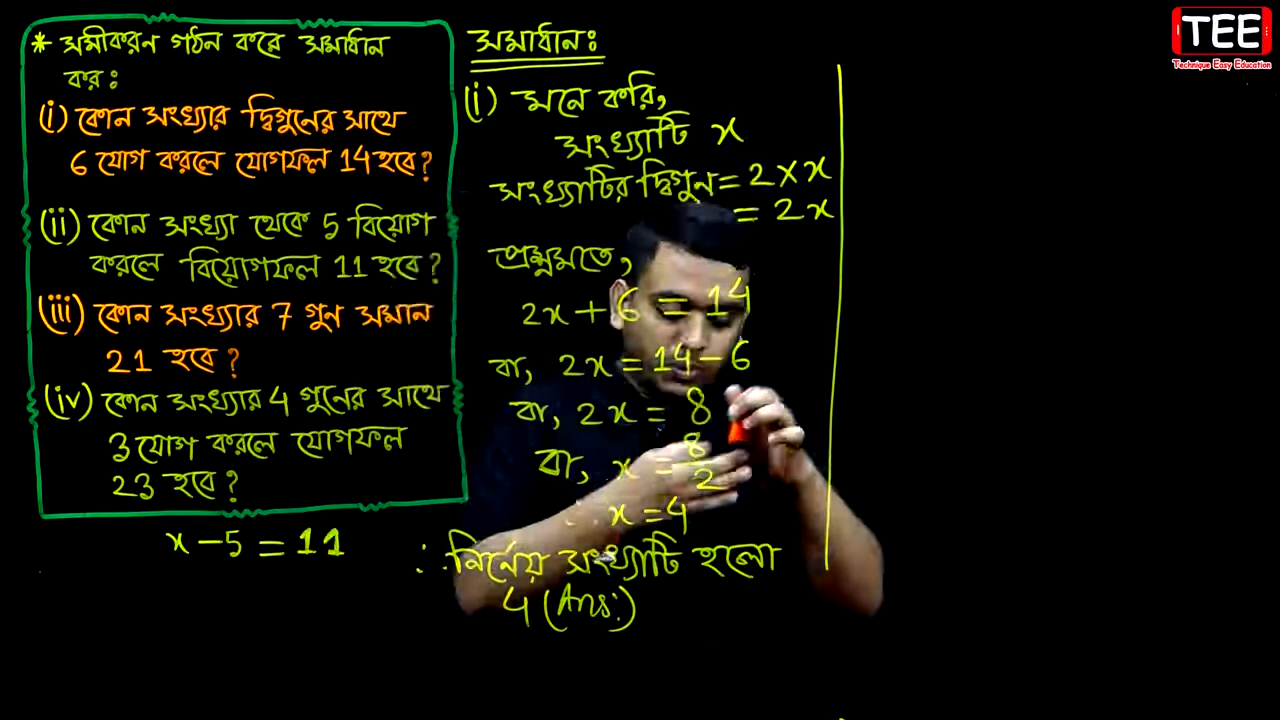 * সমীকরণ গঠন করে সমাধান
কর:
(i) কোন সংখ্যার দ্বিগুনের সাথে
6 যোগ করলে যোগফল 14 হবে?
(ii) কোন সংখ্যা থেকে 5 বিয়োগ
করলে বিয়োগফল 11 হবে?
(iii) কোন সংখ্যার 7 গুন সমান
21 হবে?
(iv) কোন সংখ্যার 4 গুনের সাথে
3 যোগ করলে যোগফল
23 হবে?
x - 5 = 11
সমাধান:
(i) মনে করি,
সংখ্যাটি x
সংখ্যাটির দ্বিগুন = 2 × x
= 2x
প্রশ্নমতে,
2x + 6 = 14
বা, 2x = 14 - 6
বা, 2x = 8
বা, x = 8/2
∴ x = 4
∴ নির্ণেয় সংখ্যাটি হলো
4 (Ans:)
TEE
Technique Easy Education